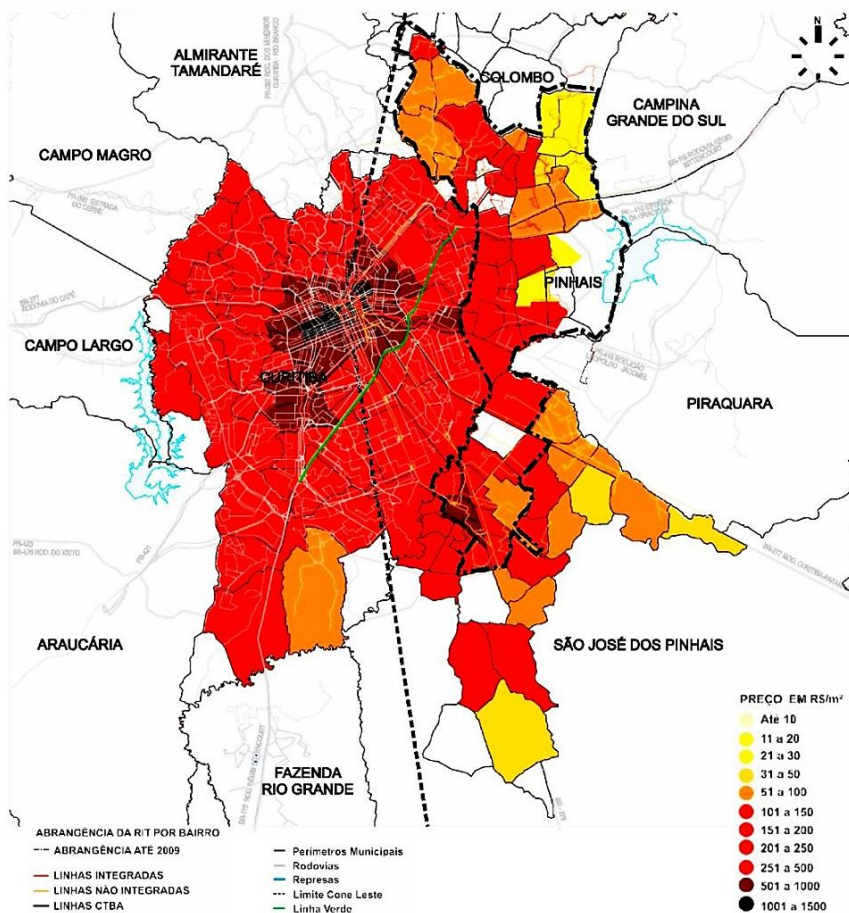 N
ALMIRANTE
TAMANDARÉ
COLOMBO
CAMPINA
GRANDE DO SUL
CAMPO MAGRO
PINHAIS
CAMPO LARGO
CURITIBA
PIRAQUARA
ARAUCÁRIA
SÃO JOSÉ DOS PINHAIS
FAZENDA
RIO GRANDE
PREÇO EM R$/m²
Até 10
11 a 20
21 a 30
31 a 50
51 a 100
101 a 150
151 a 200
201 a 250
251 a 500
501 a 1000
1001 a 1500
ABRANGÊNCIA DA RIT POR BAIRRO
ABRANGÊNCIA ATÉ 2009
LINHAS INTEGRADAS
LINHAS NÃO INTEGRADAS
LINHAS CTBA
Perímetros Municipais
Rodovias
Represas
Limite Cone Leste
Linha Verde